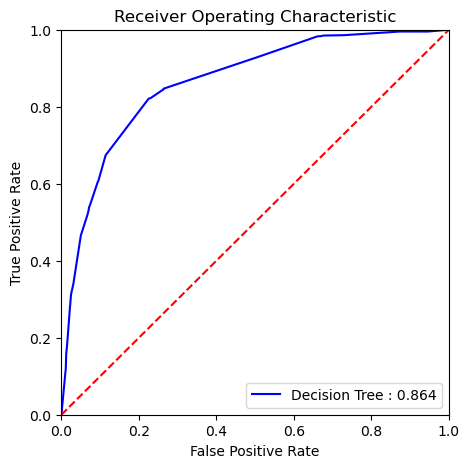 Receiver Operating Characteristic
True Positive Rate
1.0
0.8
0.6
0.4
0.2
0.0
Decision Tree : 0.864
0.0 0.2 0.4 0.6 0.8 1.0
False Positive Rate